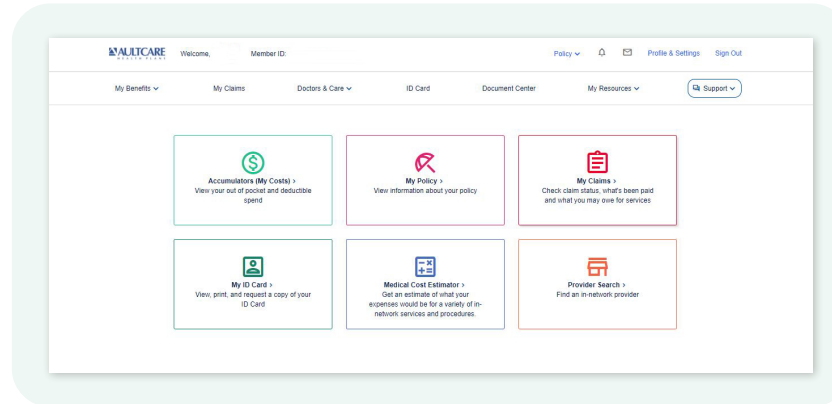 AULTCARE
HEALTH PLANS
Welcome, Member ID:
Policy Profile & Settings Sign Out
My Benefits My Claims Doctors & Care ID Card Document Center My Resources Support
Accumulators (My Costs) >
View your out of pocket and deductible
spend
My Policy >
View information about your policy
My Claims >
Check claim status, what's been paid
and what you may owe for services
My ID Card >
View, print, and request a copy of your
ID Card
Medical Cost Estimator >
Get an estimate of what your
expenses would be for a variety of in-
network services and procedures.
Provider Search >
Find an in-network provider